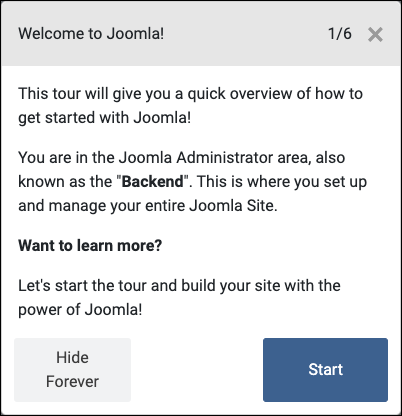 Welcome to Joomla! 1/6 ×
This tour will give you a quick overview of how to
get started with Joomla!
You are in the Joomla Administrator area, also
known as the "Backend". This is where you set up
and manage your entire Joomla Site.
Want to learn more?
Let's start the tour and build your site with the
power of Joomla!
Hide
Forever
Start